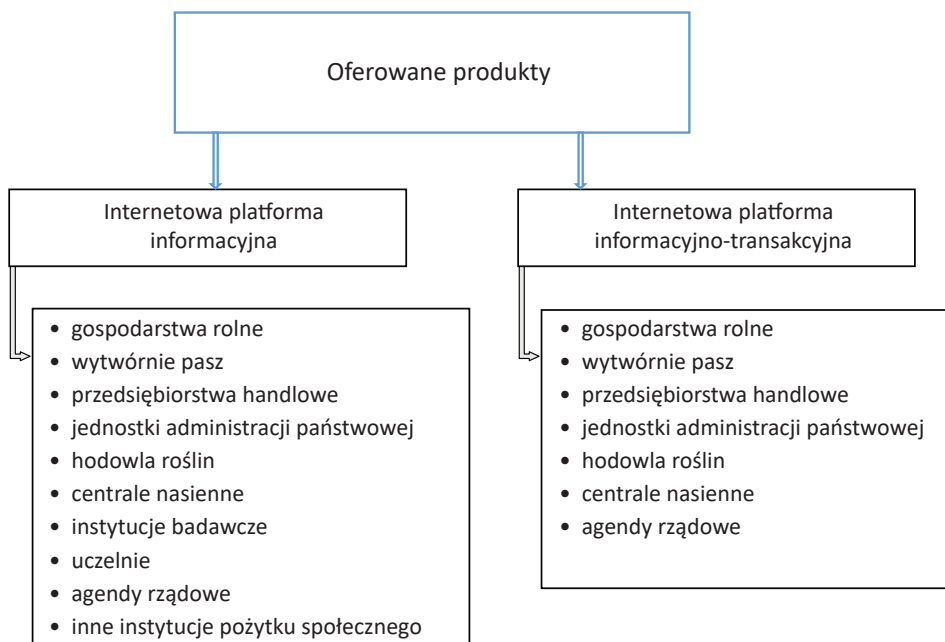 Oferowane produkty
Internetowa platforma
informacyjna
• gospodarstwa rolne
• wytwórnie pasz
• przedsiębiorstwa handlowe
• jednostki administracji państwowej
• hodowla roślin
• centrale nasienne
• instytucje badawcze
• uczelnie
• agendy rządowe
• inne instytucje pożytku społecznego
Internetowa platforma
informacyjno-transakcyjna
• gospodarstwa rolne
• wytwórnie pasz
• przedsiębiorstwa handlowe
• jednostki administracji państwowej
• hodowla roślin
• centrale nasienne
• agendy rządowe